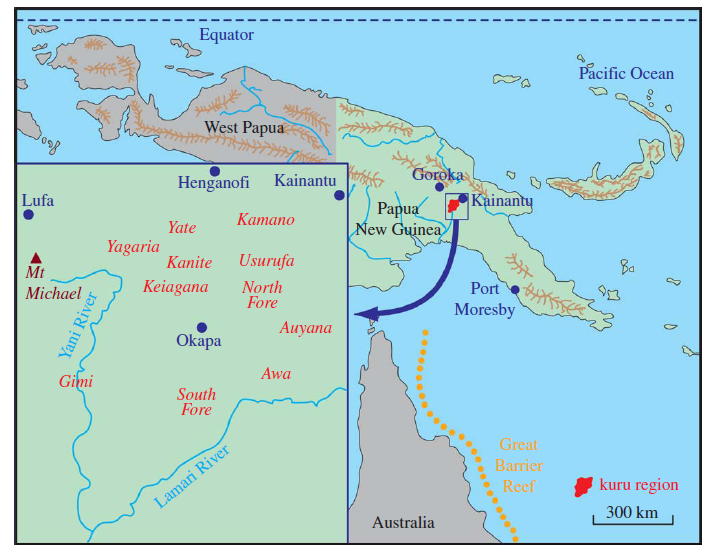 Equator
Pacific Ocean
West Papua
Goroka
Kainantu
Papua
New Guinea
Port
Moresby
Henganofi
Kainantu
Lufa
Kamano
Yate
Yagaria
Kanite
Usurufa
Mt
Michael
Keiagana
North
Fore
Yani River
Okapa
Auyana
Gimi
Awa
South
Fore
Lamari River
Great
Barrier
Reef
kuru region
300 km
Australia